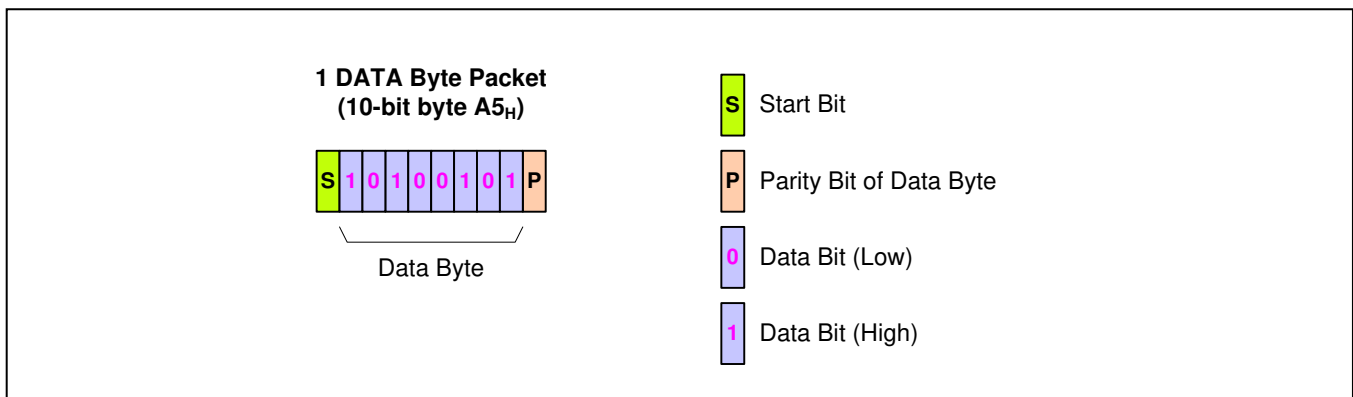 1 DATA Byte Packet
(10-bit byte A5H)
S 1 0 1 0 0 1 0 1 P
Data Byte
S Start Bit
P Parity Bit of Data Byte
0 Data Bit (Low)
1 Data Bit (High)